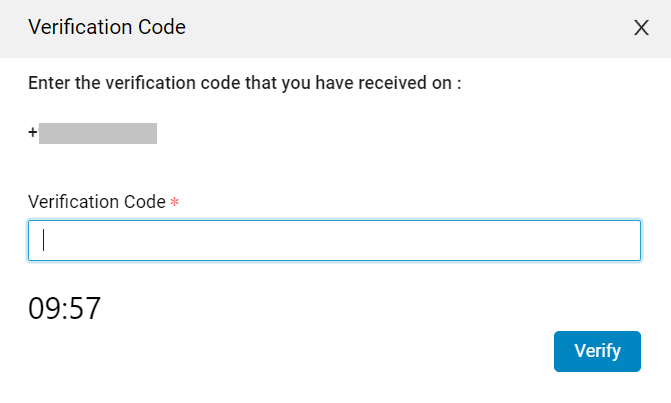 Verification Code X
Enter the verification code that you have received on :
+
Verification Code *
09:57
Verify